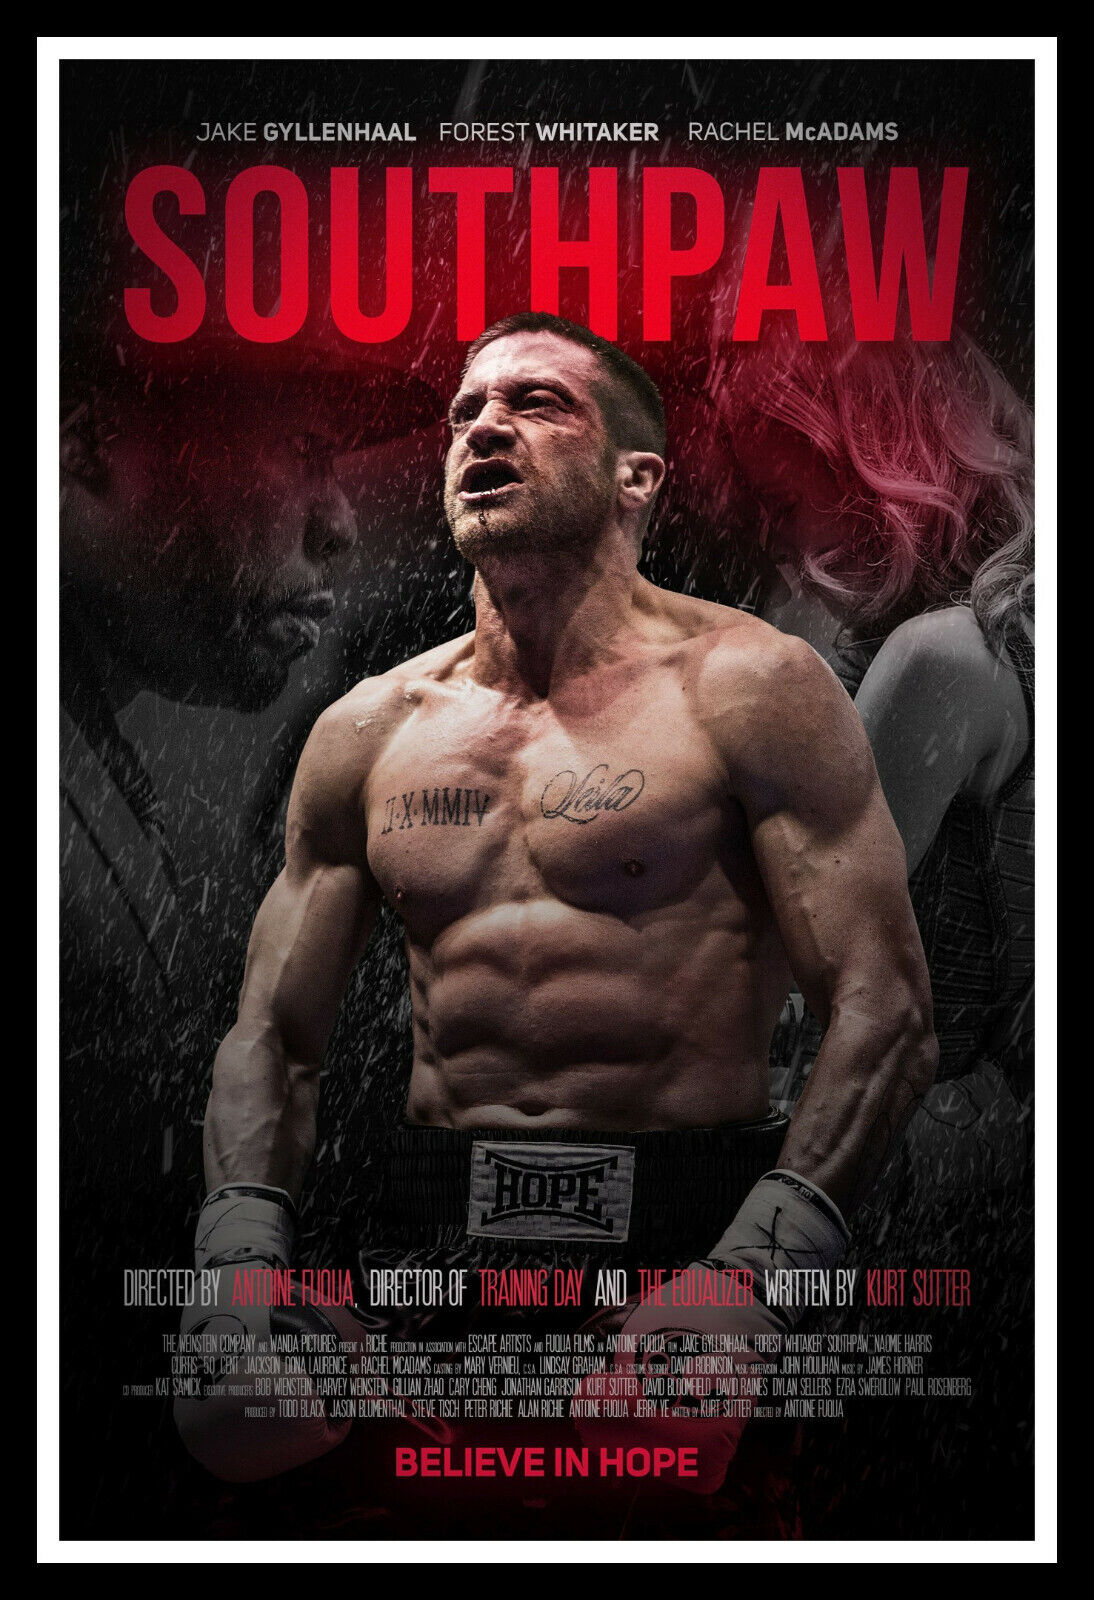 JAKE GYLLENHAAL FOREST WHITAKER RACHEL McADAMS
SOUTHPAW
II·X·MMIV Leila
HOPE
DIRECTED BY ANTOINE FUQUA, DIRECTOR OF TRAINING DAY AND THE EQUALIZER WRITTEN BY KURT SUTTER
THE WEINSTEIN COMPANY AND WANDA PICTURES PRESENT A RICHE PRODUCTION IN ASSOCIATION WITH ESCAPE ARTISTS AND FUQUA FILMS AN ANTOINE FUQUA FILM JAKE GYLLENHAAL FOREST WHITAKER "SOUTHPAW" NAOMIE HARRIS
CURTIS "50 CENT" JACKSON OONA LAURENCE AND RACHEL MCADAMS CASTING BY MARY VERNIEU, C.S.A. LINDSAY GRAHAM, C.S.A. COSTUME DESIGNER DAVID ROBINSON MUSIC SUPERVISION JOHN HOULIHAN MUSIC BY JAMES HORNER
CO PRODUCER KAT SAMICK EXECUTIVE PRODUCERS BOB WIENSTEIN HARVEY WEINSTEIN GILLIAN ZHAO CARY CHENG JONATHAN GARRISON KURT SUTTER DAVID BLOOMFIELD DAVID RAINES DYLAN SELLERS EZRA SWERDLOW PAUL ROSENBERG
PRODUCED BY TODD BLACK JASON BLUMENTHAL STEVE TISCH PETER RICHE ALAN RICHE ANTOINE FUQUA JERRY YE WRITTEN BY KURT SUTTER DIRECTED BY ANTOINE FUQUA
BELIEVE IN HOPE